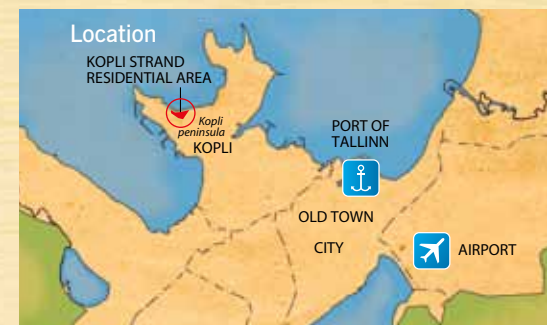 Location
KOPLI STRAND
RESIDENTIAL AREA
Kopli
peninsula
KOPLI
PORT OF
TALLINN
OLD TOWN
CITY
AIRPORT